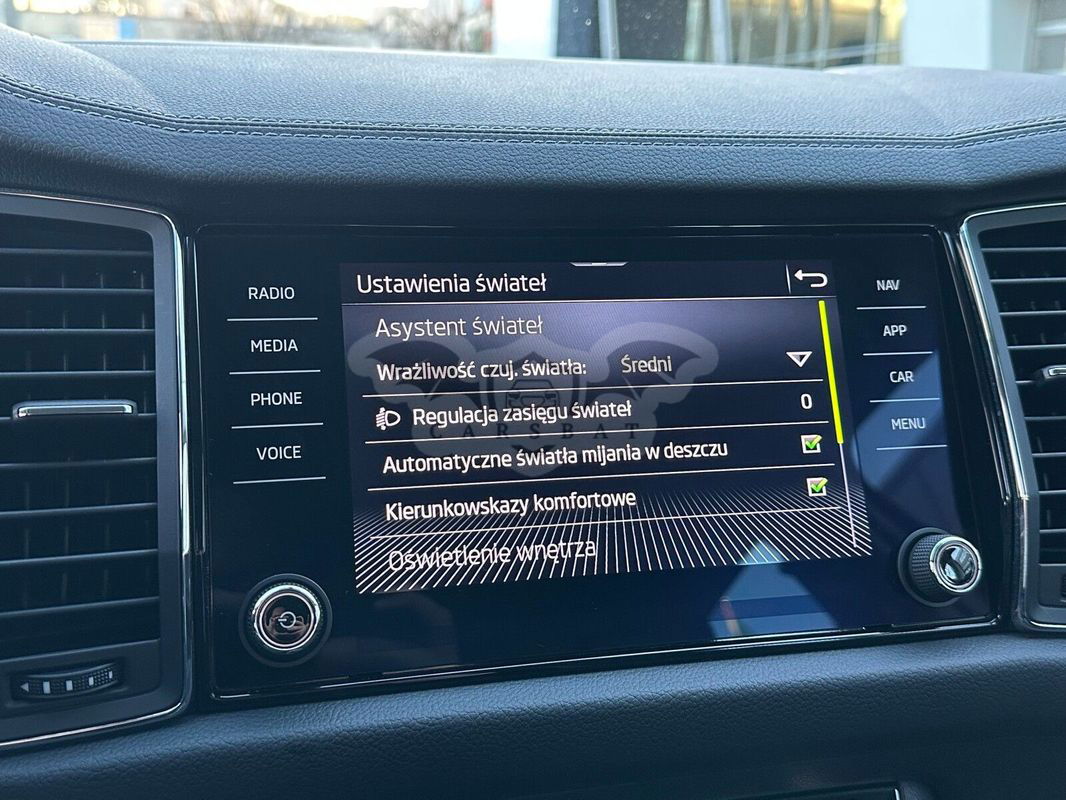 RADIO
MEDIA
PHONE
VOICE
Ustawienia świateł
Asystent świateł
Wrażliwość czuj. światła: Średni
Regulacja zasięgu świateł 0
CARSBAT
Automatyczne światła mijania w deszczu
Kierunkowskazy komfortowe
Oświetlenie wnętrza
NAV
APP
CAR
MENU